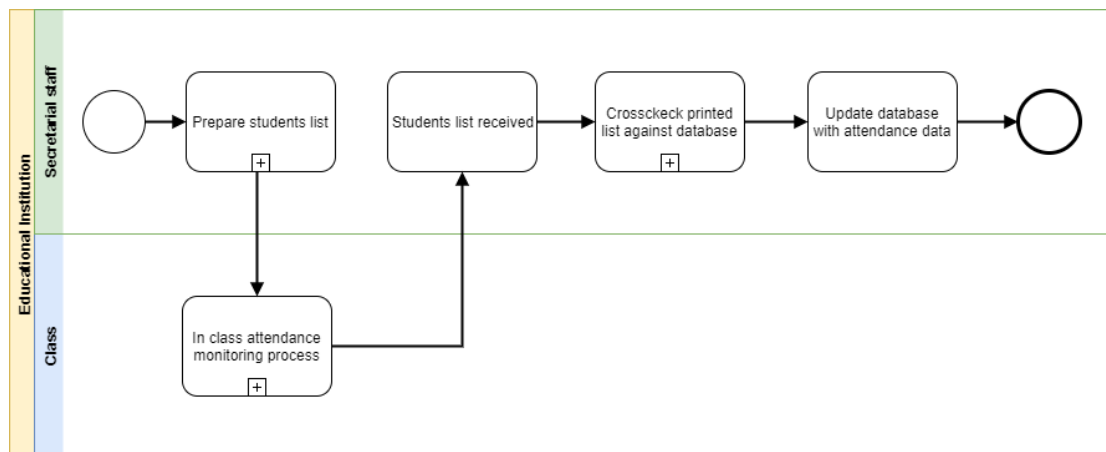 Educational Institution
Secretarial staff
Prepare students list
Students list received
Crossckeck printed
list against database
Update database
with attendance data
Class
In class attendance
monitoring process